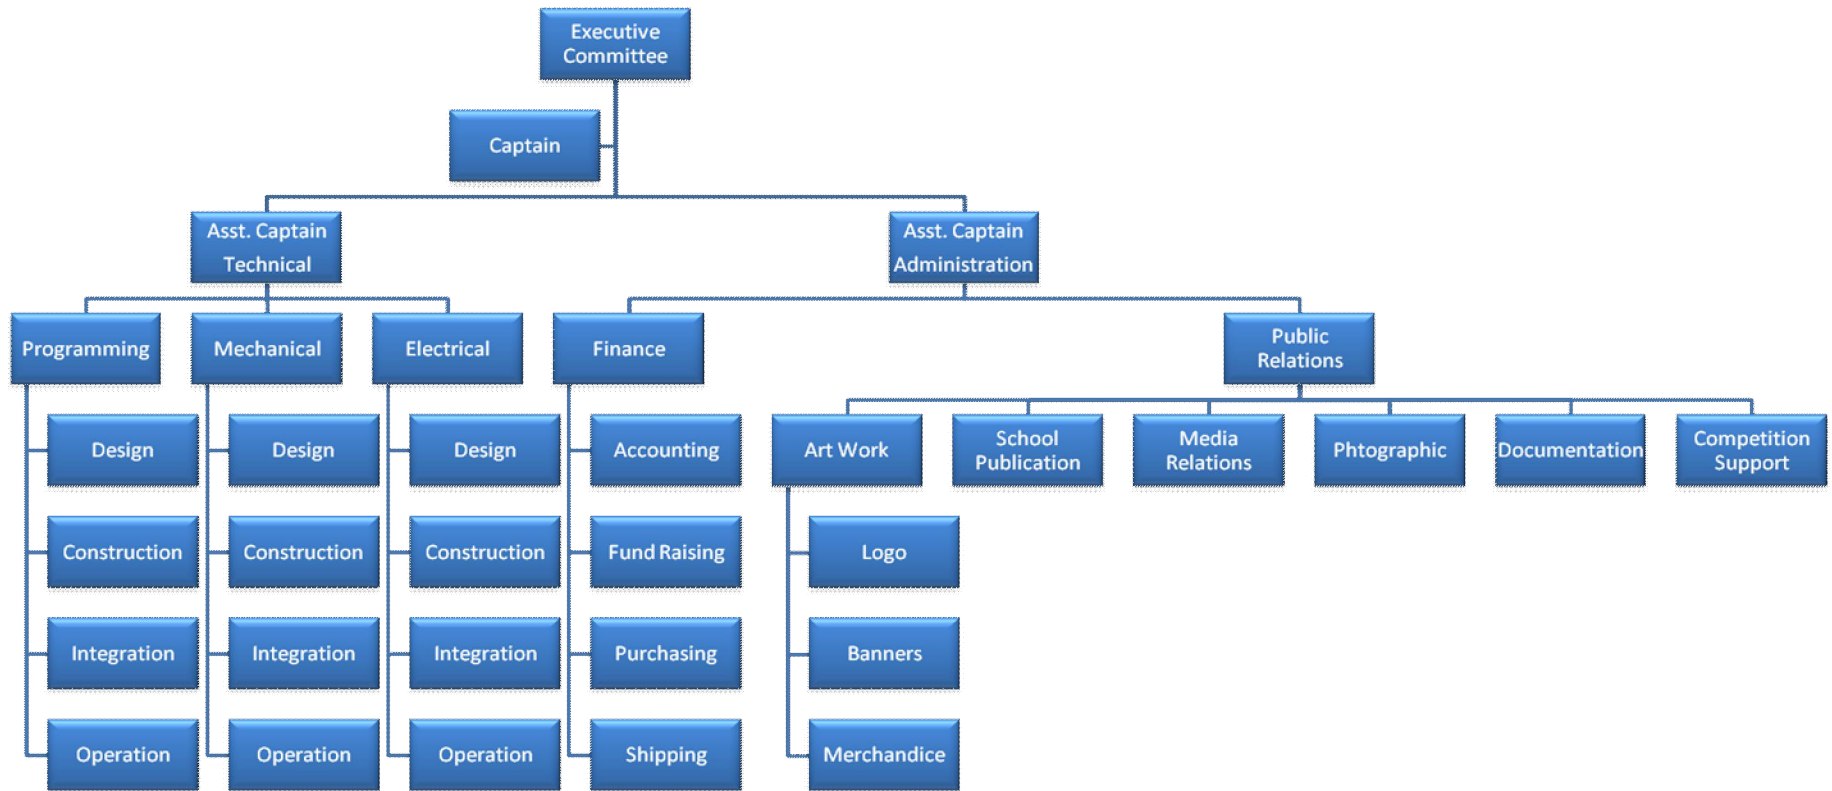 Executive
Committee
Captain
Asst. Captain
Technical
Asst. Captain
Administration
Programming
Mechanical
Electrical
Finance
Public
Relations
Design
Design
Design
Accounting
Art Work
School
Publication
Media
Relations
Phtographic
Documentation
Competition
Support
Construction
Construction
Construction
Fund Raising
Logo
Integration
Integration
Integration
Purchasing
Banners
Operation
Operation
Operation
Shipping
Merchandice